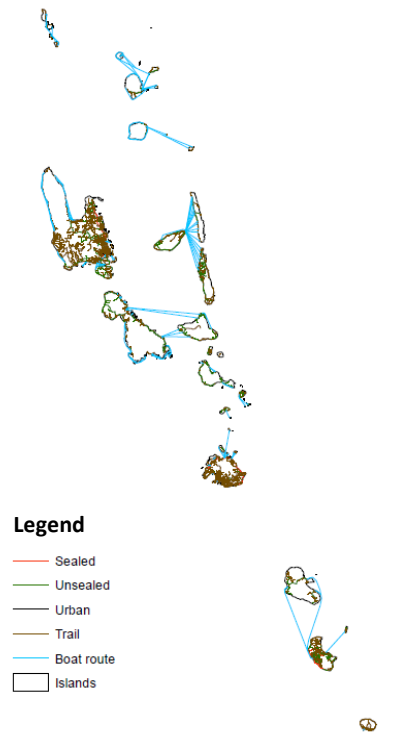 Legend
Sealed
Unsealed
Urban
Trail
Boat route
Islands